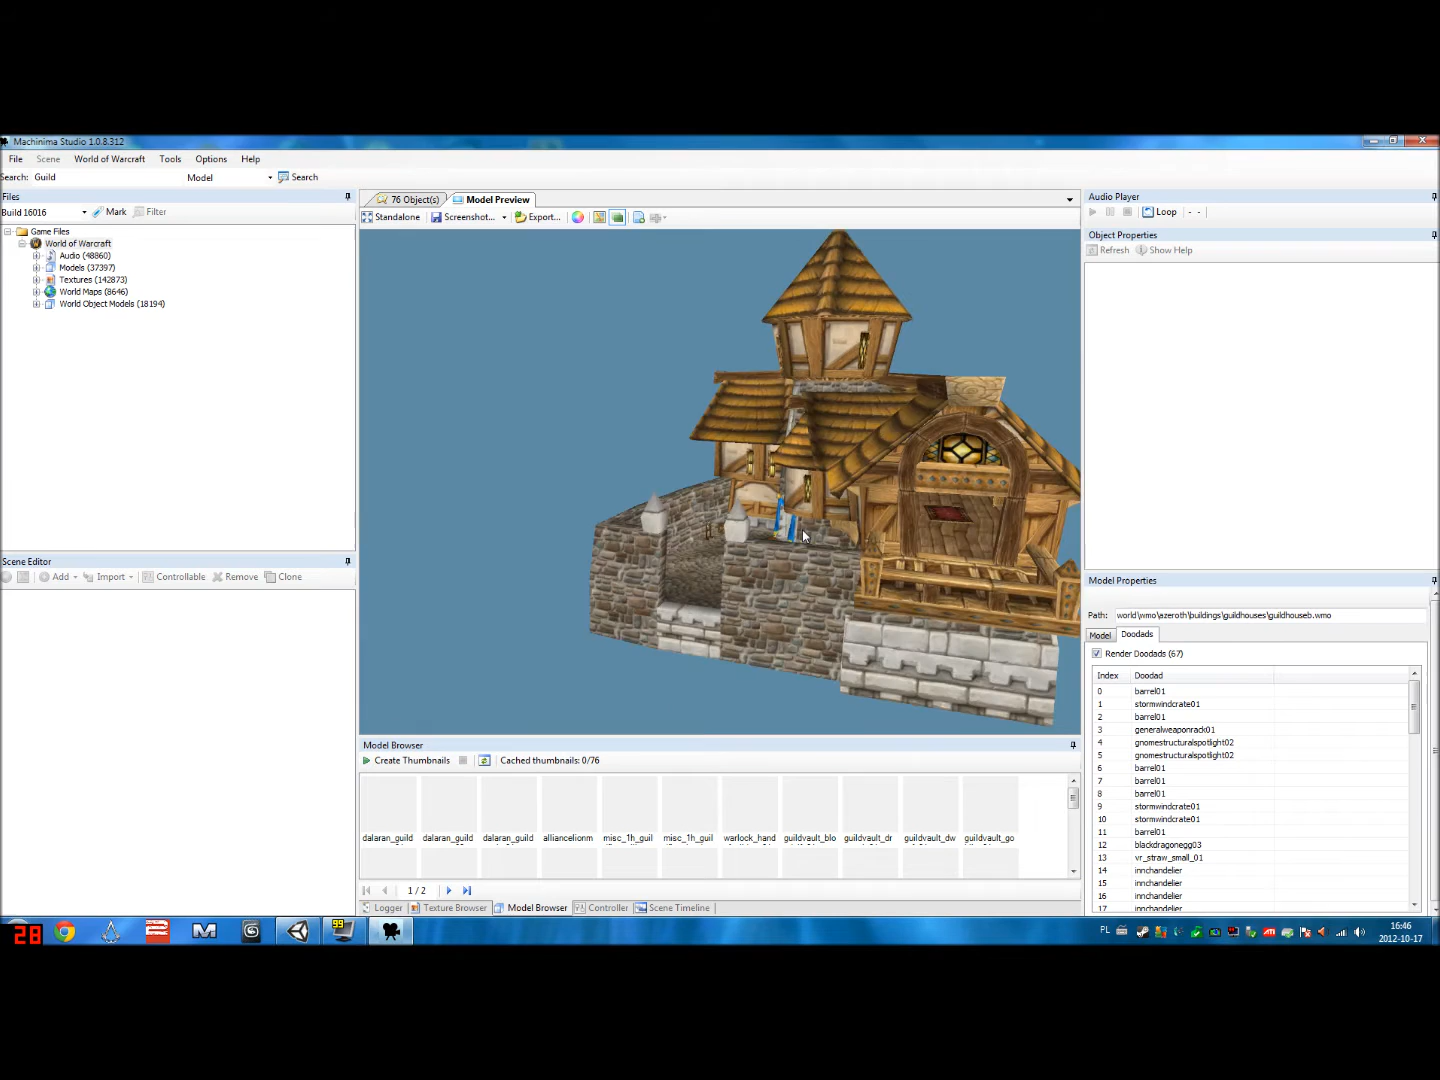 Machinima Studio 1.0.8.312
File Scene World of Warcraft Tools Options Help
Search: Guild Model Search
Files
Build 16016 Mark Filter
Game Files
World of Warcraft
Audio (48860)
Models (37397)
Textures (142873)
World Maps (8646)
World Object Models (18194)
Scene Editor
Add Import Controllable Remove Clone
76 Object(s) Model Preview
Standalone Screenshot... Export...
Model Browser
Create Thumbnails Cached thumbnails: 0/76
dalaran_guild dalaran_guild dalaran_guild alliancelionm misc_1h_guil misc_1h_guil warlock_hand guildvault_blo guildvault_dr guildvault_dw guildvault_go
1 / 2
Logger Texture Browser Model Browser Controller Scene Timeline
Audio Player
Loop - -
Object Properties
Refresh Show Help
Model Properties
Path: world\wmo\azeroth\buildings\guildhouses\guildhouseb.wmo
Model Doodads
Render Doodads (67)
Index Doodad
0 barrel01
1 stormwindcrate01
2 barrel01
3 generalweaponrack01
4 gnomestructuralspotlight02
5 gnomestructuralspotlight02
6 barrel01
7 barrel01
8 barrel01
9 stormwindcrate01
10 stormwindcrate01
11 barrel01
12 blackdragonegg03
13 vr_straw_small_01
14 innchandelier
15 innchandelier
16 innchandelier
17 innchandelier
28
99
PL
16:46
2012-10-17